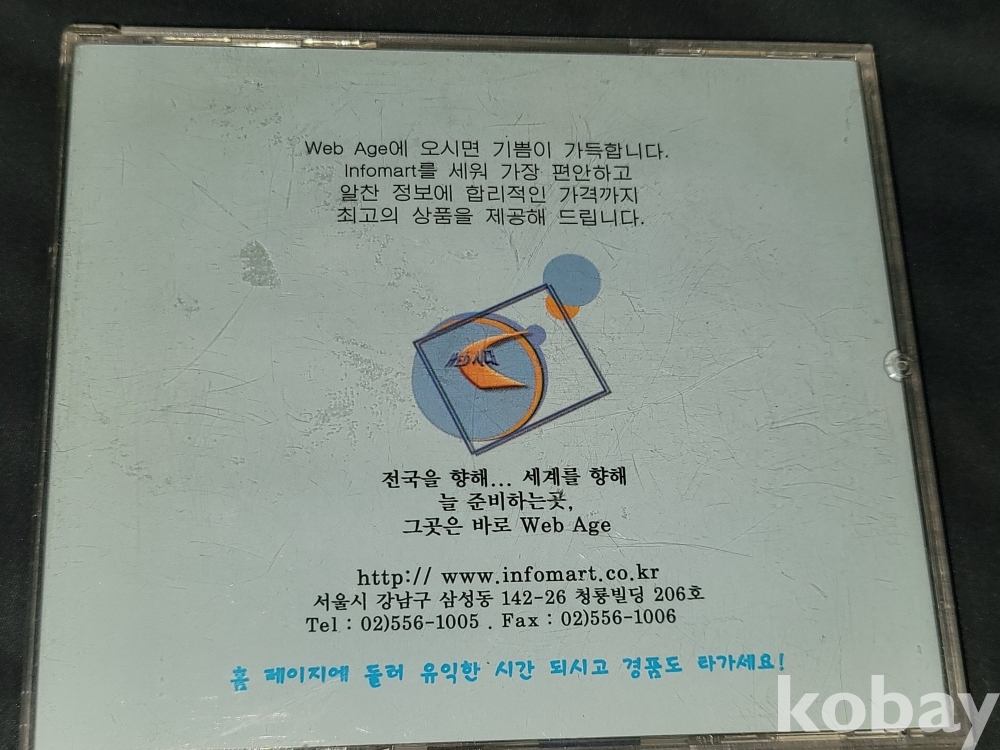 Web Age에 오시면 기쁨이 가득합니다.
Infomart를 세워 가장 편안하고
알찬 정보에 합리적인 가격까지
최고의 상품을 제공해 드립니다.
WEB시대
전국을 향해... 세계를 향해
늘 준비하는곳,
그곳은 바로 Web Age
http:// www.infomart.co.kr
서울시 강남구 삼성동 142-26 청룡빌딩 206호
Tel : 02)556-1005 . Fax : 02)556-1006
홈 페이지에 들러 유익한 시간 되시고 경품도 타가세요!
kobay